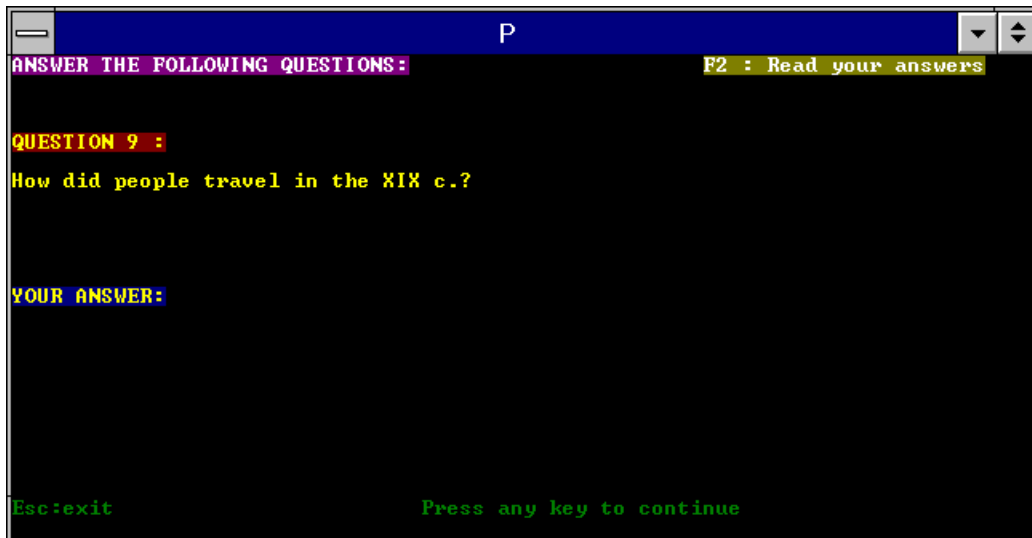 P
ANSWER THE FOLLOWING QUESTIONS: F2 : Read your answers
QUESTION 9 :
How did people travel in the XIX c.?
YOUR ANSWER:
Esc:exit Press any key to continue